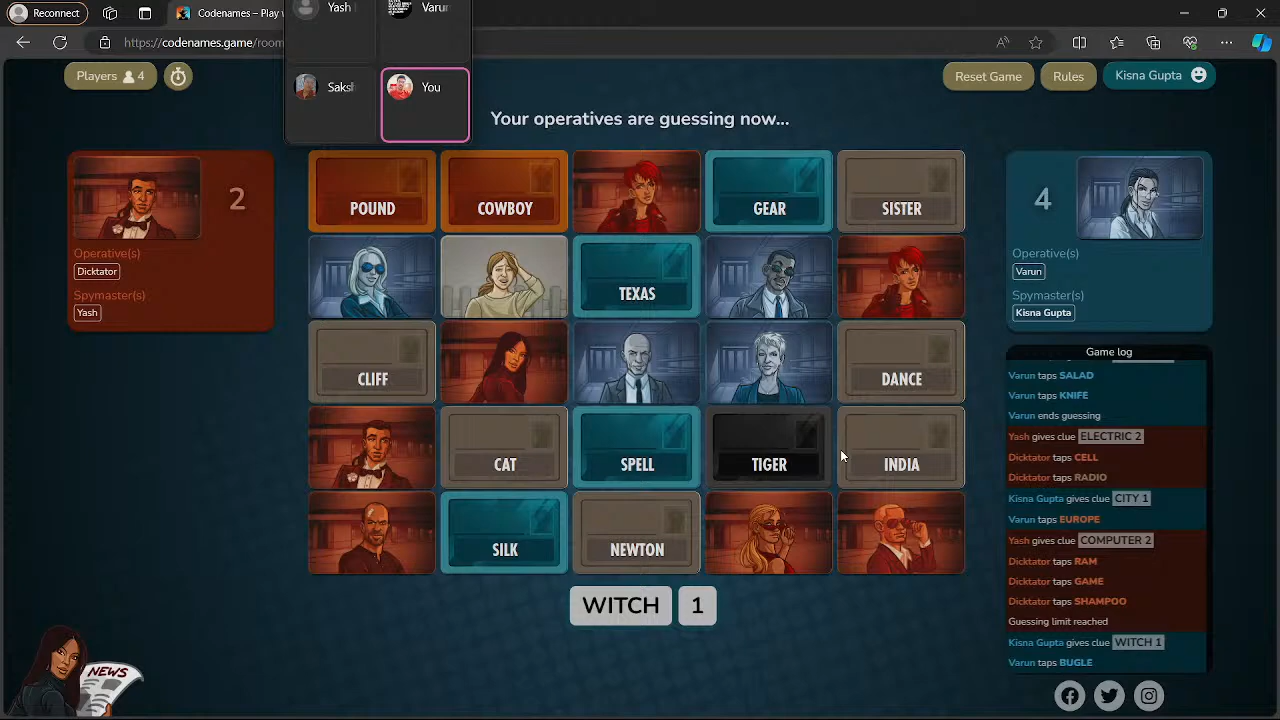 Reconnect
Codenames - Play w
https://codenames.game/room
Yash
Varun
Saksh
You
Players 4
Reset Game
Rules
Kisna Gupta
Your operatives are guessing now...
2
Operative(s)
Dicktator
Spymaster(s)
Yash
POUND
COWBOY
GEAR
SISTER
TEXAS
CLIFF
DANCE
CAT
SPELL
TIGER
INDIA
SILK
NEWTON
WITCH 1
4
Operative(s)
Varun
Spymaster(s)
Kisna Gupta
Game log
Varun taps SALAD
Varun taps KNIFE
Varun ends guessing
Yash gives clue ELECTRIC 2
Dicktator taps CELL
Dicktator taps RADIO
Kisna Gupta gives clue CITY 1
Varun taps EUROPE
Yash gives clue COMPUTER 2
Dicktator taps RAM
Dicktator taps GAME
Dicktator taps SHAMPOO
Guessing limit reached
Kisna Gupta gives clue WITCH 1
Varun taps BUGLE
NEWS